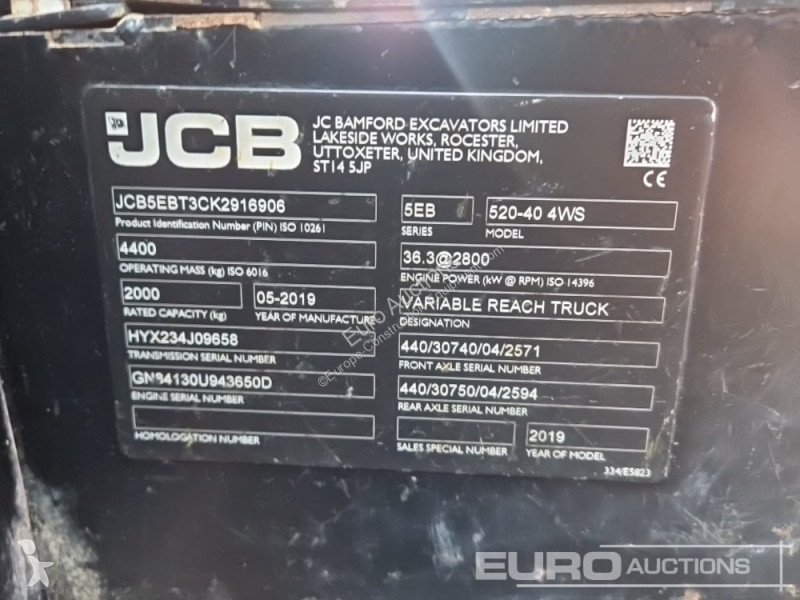 JCB
JC BAMFORD EXCAVATORS LIMITED
LAKESIDE WORKS, ROCESTER,
UTTOXETER, UNITED KINGDOM,
ST14 5JP
CE
JCB5EBT3CK2916906
Product Identification Number (PIN) ISO 10261
5EB
SERIES
520-40 4WS
MODEL
4400
OPERATING MASS (kg) ISO 6016
36.3@2800
ENGINE POWER (kW @ RPM) ISO 14396
2000
RATED CAPACITY (kg)
05-2019
YEAR OF MANUFACTURE
VARIABLE REACH TRUCK
DESIGNATION
HYX234J09658
TRANSMISSION SERIAL NUMBER
440/30740/04/2571
FRONT AXLE SERIAL NUMBER
GN84130U943650D
ENGINE SERIAL NUMBER
440/30750/04/2594
REAR AXLE SERIAL NUMBER
HOMOLOGATION NUMBER
SALES SPECIAL NUMBER
2019
YEAR OF MODEL
334/E5823
Euro Auctions
EURO AUCTIONS